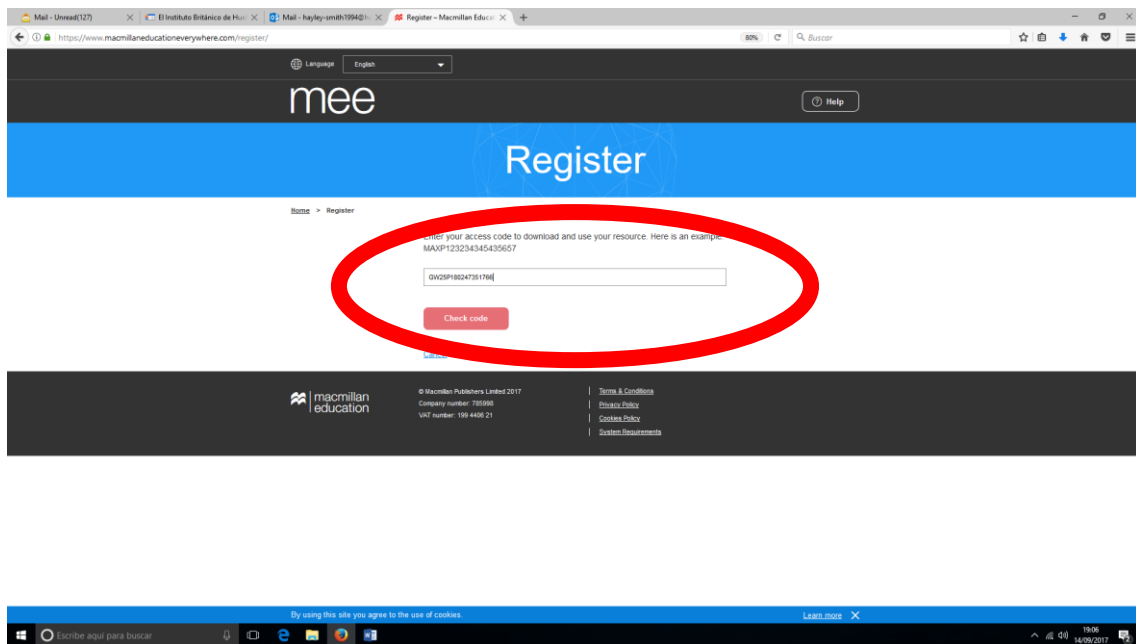 Mail - Unread(127)
El Instituto Británico de Hu
Mail - hayley-smith1994@h
Register – Macmillan Educat
https://www.macmillaneducationeverywhere.com/register/
80%
Buscar
Language
English
mee
Help
Register
Home > Register
Enter your access code to download and use your resource. Here is an example:
MAXP123234345435657
GW25P180247351766
Check code
macmillan
education
© Macmillan Publishers Limited 2017
Company number: 785998
VAT number: 199 4406 21
Terms & Conditions
Privacy Policy
Cookies Policy
System Requirements
By using this site you agree to the use of cookies.
Learn more
Escribe aquí para buscar
19:06
14/09/2017